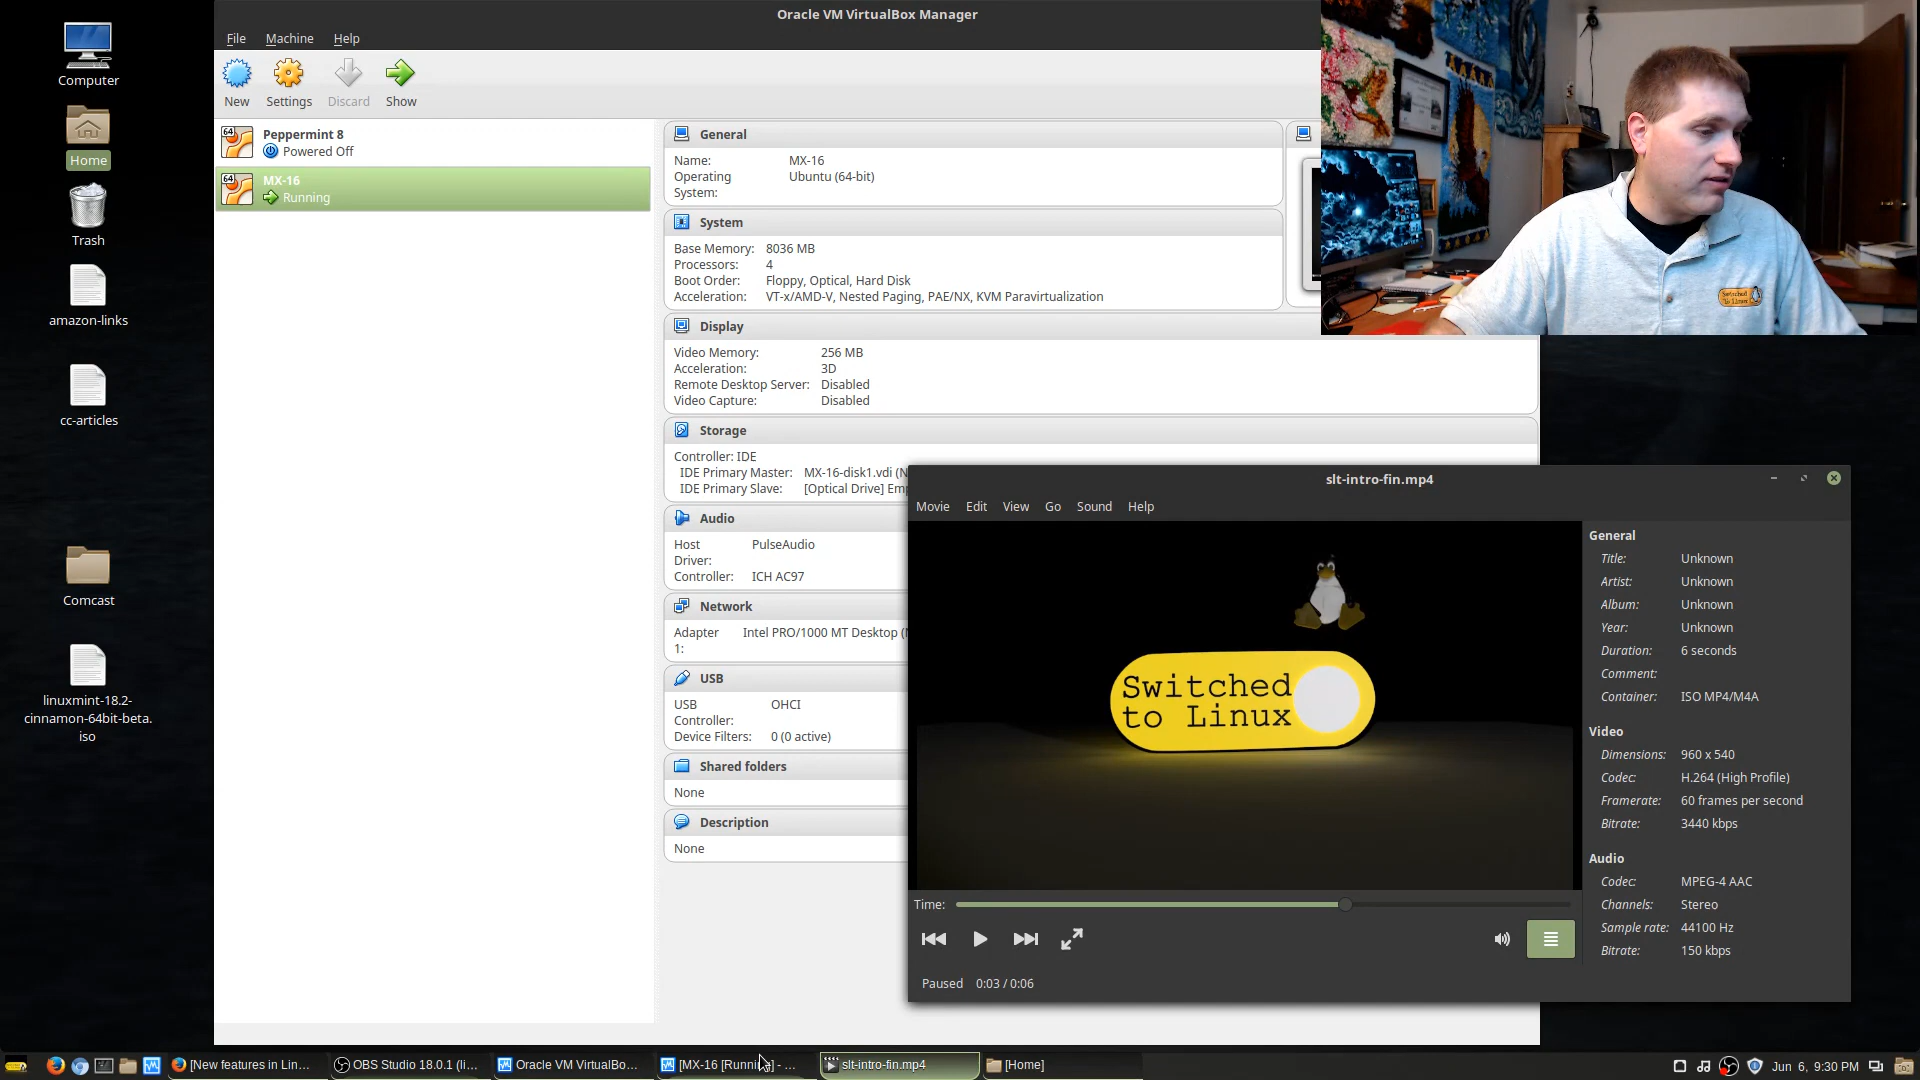 Oracle VM VirtualBox Manager
File Machine Help
New Settings Discard Show
64 Peppermint 8
Powered Off
64 MX-16
Running
General
Name: MX-16
Operating System: Ubuntu (64-bit)
System
Base Memory: 8036 MB
Processors: 4
Boot Order: Floppy, Optical, Hard Disk
Acceleration: VT-x/AMD-V, Nested Paging, PAE/NX, KVM Paravirtualization
Display
Video Memory: 256 MB
Acceleration: 3D
Remote Desktop Server: Disabled
Video Capture: Disabled
Storage
Controller: IDE
IDE Primary Master: MX-16-disk1.vdi (N
IDE Primary Slave: [Optical Drive] Emp
Audio
Host Driver: PulseAudio
Controller: ICH AC97
Network
Adapter 1: Intel PRO/1000 MT Desktop (
USB
USB Controller: OHCI
Device Filters: 0 (0 active)
Shared folders
None
Description
None
Computer
Home
Trash
amazon-links
cc-articles
Comcast
linuxmint-18.2-
cinnamon-64bit-beta.
iso
Switched
To Linux
slt-intro-fin.mp4
Movie Edit View Go Sound Help
Switched
to Linux
General
Title: Unknown
Artist: Unknown
Album: Unknown
Year: Unknown
Duration: 6 seconds
Comment:
Container: ISO MP4/M4A
Video
Dimensions: 960 x 540
Codec: H.264 (High Profile)
Framerate: 60 frames per second
Bitrate: 3440 kbps
Audio
Codec: MPEG-4 AAC
Channels: Stereo
Sample rate: 44100 Hz
Bitrate: 150 kbps
Time:
Paused 0:03 / 0:06
[New features in Lin... OBS Studio 18.0.1 (li... Oracle VM VirtualBo... [MX-16 [Running] - ... slt-intro-fin.mp4 [Home] Jun 6, 9:30 PM